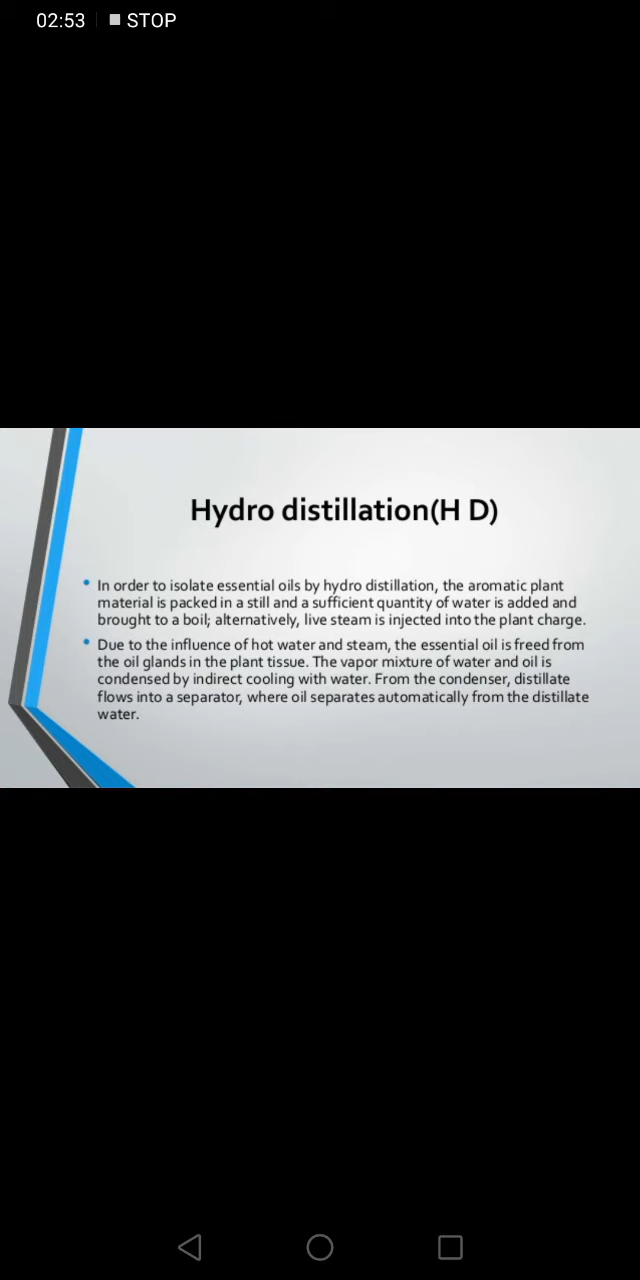 02:53 STOP
Hydro distillation(H D)
• In order to isolate essential oils by hydro distillation, the aromatic plant
material is packed in a still and a sufficient quantity of water is added and
brought to a boil; alternatively, live steam is injected into the plant charge.
• Due to the influence of hot water and steam, the essential oil is freed from
the oil glands in the plant tissue. The vapor mixture of water and oil is
condensed by indirect cooling with water. From the condenser, distillate
flows into a separator, where oil separates automatically from the distillate
water.